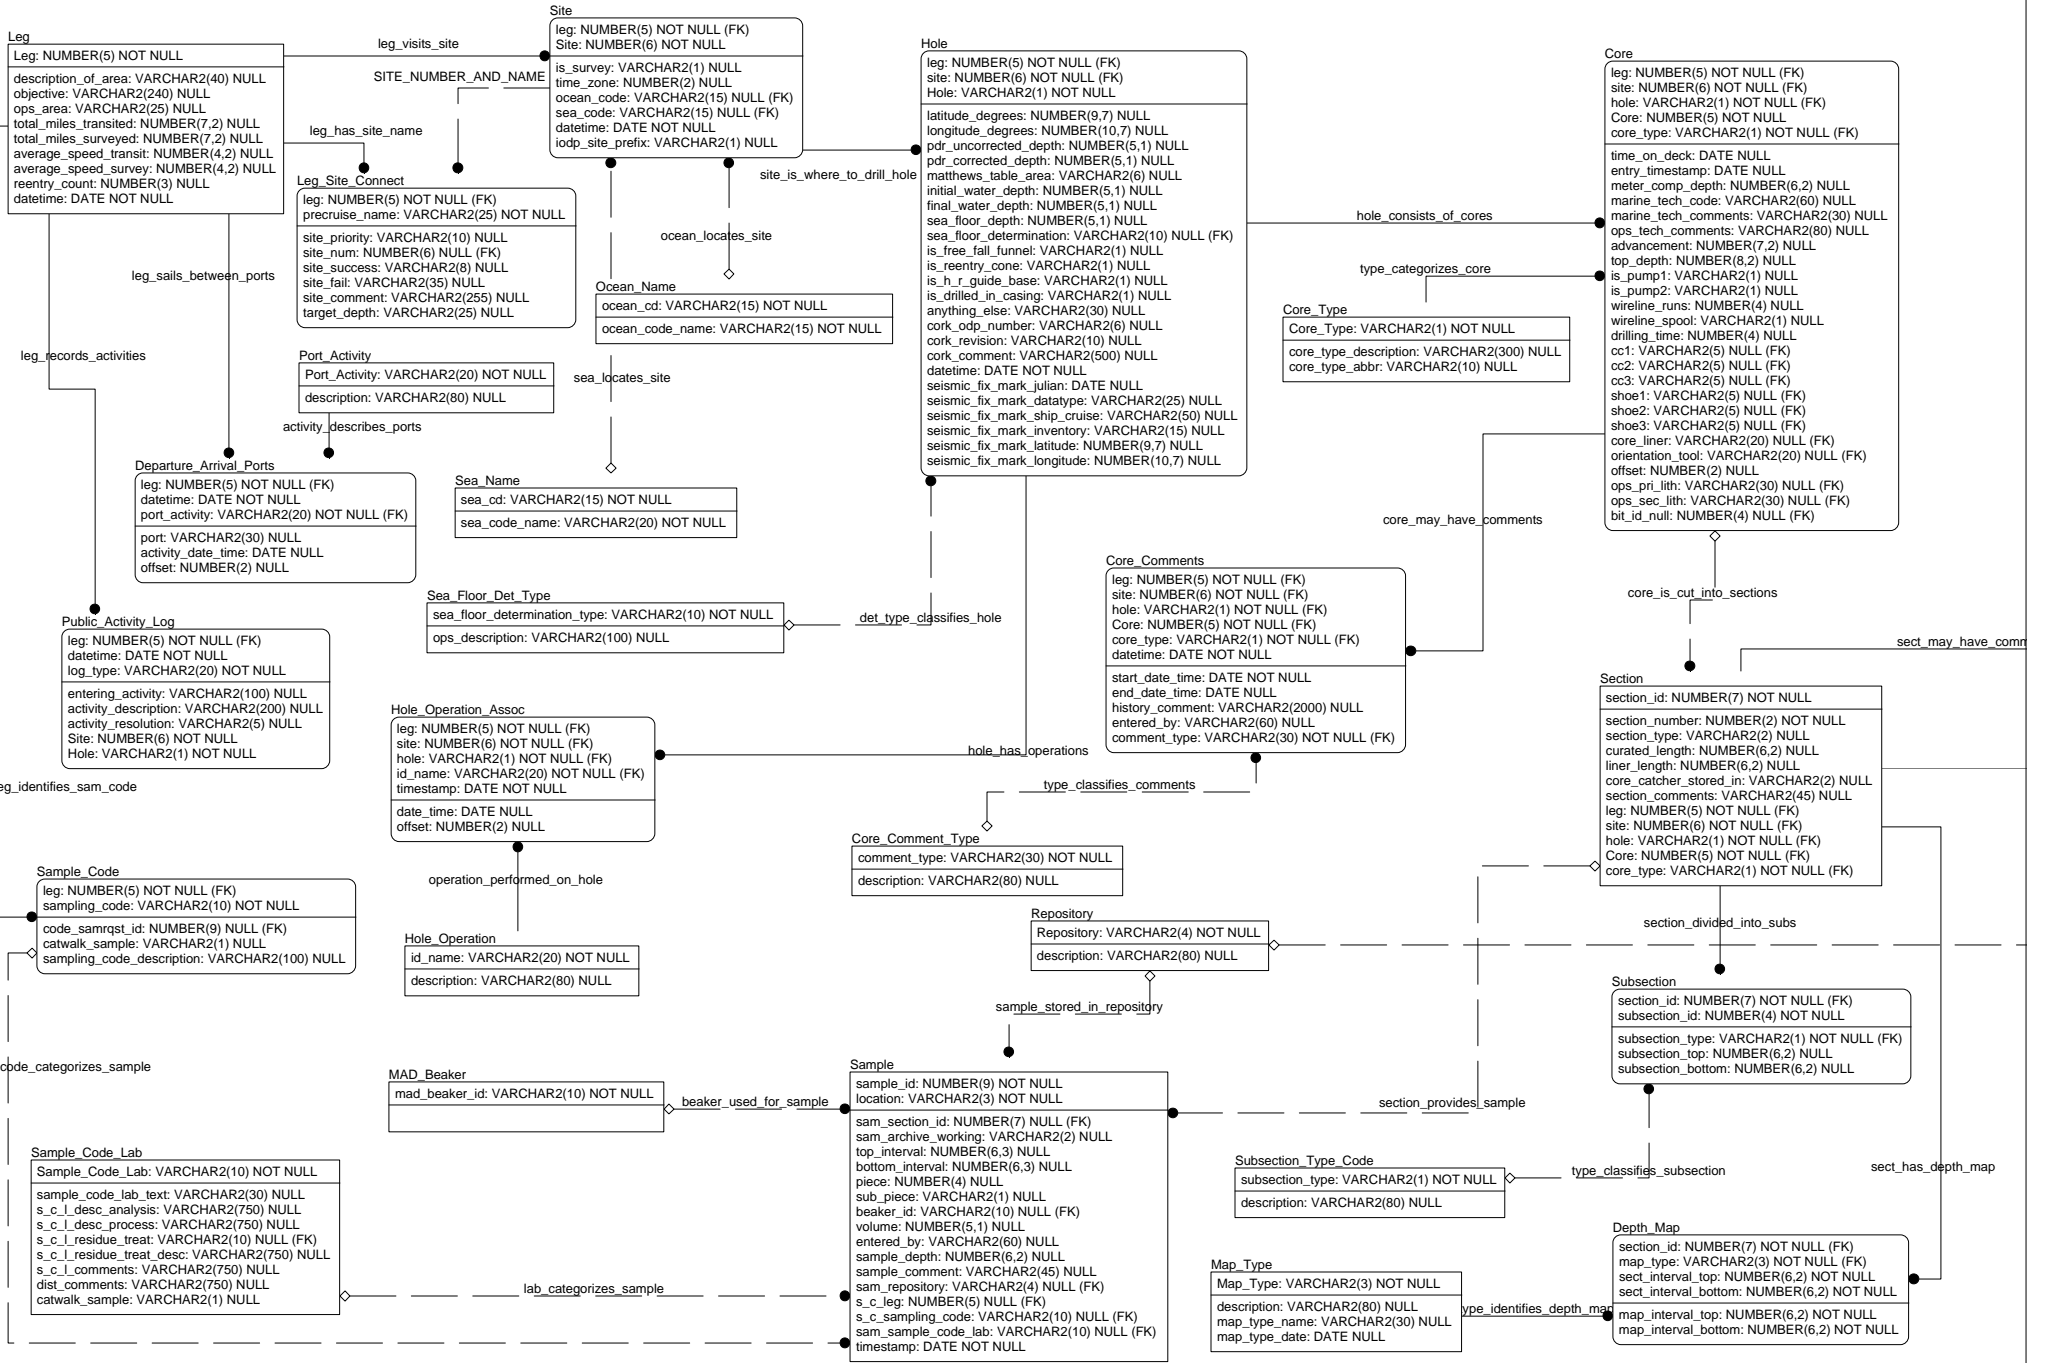 Leg
Leg: NUMBER(5) NOT NULL
description_of_area: VARCHAR2(40) NULL
objective: VARCHAR2(240) NULL
ops_area: VARCHAR2(25) NULL
total_miles_transited: NUMBER(7,2) NULL
total_miles_surveyed: NUMBER(7,2) NULL
average_speed_transit: NUMBER(4,2) NULL
average_speed_survey: NUMBER(4,2) NULL
reentry_count: NUMBER(3) NULL
datetime: DATE NOT NULL
leg_visits_site
SITE_NUMBER_AND_NAME
leg_has_site_name
Site
leg: NUMBER(5) NOT NULL (FK)
Site: NUMBER(6) NOT NULL
is_survey: VARCHAR2(1) NULL
time_zone: NUMBER(2) NULL
ocean_code: VARCHAR2(15) NULL (FK)
sea_code: VARCHAR2(15) NULL (FK)
datetime: DATE NOT NULL
iodp_site_prefix: VARCHAR2(1) NULL
site_is_where_to_drill_hole
Leg_Site_Connect
leg: NUMBER(5) NOT NULL (FK)
precruise_name: VARCHAR2(25) NOT NULL
site_priority: VARCHAR2(10) NULL
site_num: NUMBER(6) NULL (FK)
site_success: VARCHAR2(8) NULL
site_fail: VARCHAR2(35) NULL
site_comment: VARCHAR2(255) NULL
target_depth: VARCHAR2(25) NULL
ocean_locates_site
leg_sails_between_ports
Ocean_Name
ocean_cd: VARCHAR2(15) NOT NULL
ocean_code_name: VARCHAR2(15) NOT NULL
leg_records_activities
Port_Activity
Port_Activity: VARCHAR2(20) NOT NULL
description: VARCHAR2(80) NULL
sea_locates_site
activity_describes_ports
Departure_Arrival_Ports
leg: NUMBER(5) NOT NULL (FK)
datetime: DATE NOT NULL
port_activity: VARCHAR2(20) NOT NULL (FK)
port: VARCHAR2(30) NULL
activity_date_time: DATE NULL
offset: NUMBER(2) NULL
Sea_Name
sea_cd: VARCHAR2(15) NOT NULL
sea_code_name: VARCHAR2(20) NOT NULL
Hole
leg: NUMBER(5) NOT NULL (FK)
site: NUMBER(6) NOT NULL (FK)
Hole: VARCHAR2(1) NOT NULL
latitude_degrees: NUMBER(9,7) NULL
longitude_degrees: NUMBER(10,7) NULL
pdr_uncorrected_depth: NUMBER(5,1) NULL
pdr_corrected_depth: NUMBER(5,1) NULL
matthews_table_area: VARCHAR2(6) NULL
initial_water_depth: NUMBER(5,1) NULL
final_water_depth: NUMBER(5,1) NULL
sea_floor_depth: NUMBER(5,1) NULL
sea_floor_determination: VARCHAR2(10) NULL (FK)
is_free_fall_funnel: VARCHAR2(1) NULL
is_reentry_cone: VARCHAR2(1) NULL
is_h_r_guide_base: VARCHAR2(1) NULL
is_drilled_in_casing: VARCHAR2(1) NULL
anything_else: VARCHAR2(30) NULL
cork_odp_number: VARCHAR2(6) NULL
cork_revision: VARCHAR2(10) NULL
cork_comment: VARCHAR2(500) NULL
datetime: DATE NOT NULL
seismic_fix_mark_julian: DATE NULL
seismic_fix_mark_datatype: VARCHAR2(25) NULL
seismic_fix_mark_ship_cruise: VARCHAR2(50) NULL
seismic_fix_mark_inventory: VARCHAR2(15) NULL
seismic_fix_mark_latitude: NUMBER(9,7) NULL
seismic_fix_mark_longitude: NUMBER(10,7) NULL
hole_consists_of_cores
type_categorizes_core
Core_Type
Core_Type: VARCHAR2(1) NOT NULL
core_type_description: VARCHAR2(300) NULL
core_type_abbr: VARCHAR2(10) NULL
Core
leg: NUMBER(5) NOT NULL (FK)
site: NUMBER(6) NOT NULL (FK)
hole: VARCHAR2(1) NOT NULL (FK)
Core: NUMBER(5) NOT NULL
core_type: VARCHAR2(1) NOT NULL (FK)
time_on_deck: DATE NULL
entry_timestamp: DATE NULL
meter_comp_depth: NUMBER(6,2) NULL
marine_tech_code: VARCHAR2(60) NULL
marine_tech_comments: VARCHAR2(30) NULL
ops_tech_comments: VARCHAR2(80) NULL
advancement: NUMBER(7,2) NULL
top_depth: NUMBER(8,2) NULL
is_pump1: VARCHAR2(1) NULL
is_pump2: VARCHAR2(1) NULL
wireline_runs: NUMBER(4) NULL
wireline_spool: VARCHAR2(1) NULL
drilling_time: NUMBER(4) NULL
cc1: VARCHAR2(5) NULL (FK)
cc2: VARCHAR2(5) NULL (FK)
cc3: VARCHAR2(5) NULL (FK)
shoe1: VARCHAR2(5) NULL (FK)
shoe2: VARCHAR2(5) NULL (FK)
shoe3: VARCHAR2(5) NULL (FK)
core_liner: VARCHAR2(20) NULL (FK)
orientation_tool: VARCHAR2(20) NULL (FK)
offset: NUMBER(2) NULL
ops_pri_lith: VARCHAR2(30) NULL (FK)
ops_sec_lith: VARCHAR2(30) NULL (FK)
bit_id_null: NUMBER(4) NULL (FK)
core_may_have_comments
core_is_cut_into_sections
sect_may_have_comm
Public_Activity_Log
leg: NUMBER(5) NOT NULL (FK)
datetime: DATE NOT NULL
log_type: VARCHAR2(20) NOT NULL
entering_activity: VARCHAR2(100) NULL
activity_description: VARCHAR2(200) NULL
activity_resolution: VARCHAR2(5) NULL
Site: NUMBER(6) NOT NULL
Hole: VARCHAR2(1) NOT NULL
Sea_Floor_Det_Type
sea_floor_determination_type: VARCHAR2(10) NOT NULL
ops_description: VARCHAR2(100) NULL
det_type_classifies_hole
Core_Comments
leg: NUMBER(5) NOT NULL (FK)
site: NUMBER(6) NOT NULL (FK)
hole: VARCHAR2(1) NOT NULL (FK)
Core: NUMBER(5) NOT NULL (FK)
core_type: VARCHAR2(1) NOT NULL (FK)
datetime: DATE NOT NULL
start_date_time: DATE NOT NULL
end_date_time: DATE NULL
history_comment: VARCHAR2(2000) NULL
entered_by: VARCHAR2(60) NULL
comment_type: VARCHAR2(30) NOT NULL (FK)
Section
section_id: NUMBER(7) NOT NULL
section_number: NUMBER(2) NOT NULL
section_type: VARCHAR2(2) NULL
curated_length: NUMBER(6,2) NULL
liner_length: NUMBER(6,2) NULL
core_catcher_stored_in: VARCHAR2(2) NULL
section_comments: VARCHAR2(45) NULL
leg: NUMBER(5) NOT NULL (FK)
site: NUMBER(6) NOT NULL (FK)
hole: VARCHAR2(1) NOT NULL (FK)
Core: NUMBER(5) NOT NULL (FK)
core_type: VARCHAR2(1) NOT NULL (FK)
Hole_Operation_Assoc
leg: NUMBER(5) NOT NULL (FK)
site: NUMBER(6) NOT NULL (FK)
hole: VARCHAR2(1) NOT NULL (FK)
id_name: VARCHAR2(20) NOT NULL (FK)
timestamp: DATE NOT NULL
date_time: DATE NULL
offset: NUMBER(2) NULL
hole_has_operations
eg_identifies_sam_code
type_classifies_comments
Core_Comment_Type
comment_type: VARCHAR2(30) NOT NULL
description: VARCHAR2(80) NULL
operation_performed_on_hole
Sample_Code
leg: NUMBER(5) NOT NULL (FK)
sampling_code: VARCHAR2(10) NOT NULL
code_samrqst_id: NUMBER(9) NULL (FK)
catwalk_sample: VARCHAR2(1) NULL
sampling_code_description: VARCHAR2(100) NULL
Hole_Operation
id_name: VARCHAR2(20) NOT NULL
description: VARCHAR2(80) NULL
Repository
Repository: VARCHAR2(4) NOT NULL
description: VARCHAR2(80) NULL
section_divided_into_subs
sample_stored_in_repository
Subsection
section_id: NUMBER(7) NOT NULL (FK)
subsection_id: NUMBER(4) NOT NULL
subsection_type: VARCHAR2(1) NOT NULL (FK)
subsection_top: NUMBER(6,2) NULL
subsection_bottom: NUMBER(6,2) NULL
code_categorizes_sample
MAD_Beaker
mad_beaker_id: VARCHAR2(10) NOT NULL
beaker_used_for_sample
Sample
sample_id: NUMBER(9) NOT NULL
location: VARCHAR2(3) NOT NULL
sam_section_id: NUMBER(7) NULL (FK)
sam_archive_working: VARCHAR2(2) NULL
top_interval: NUMBER(6,3) NULL
bottom_interval: NUMBER(6,3) NULL
piece: NUMBER(4) NULL
sub_piece: VARCHAR2(1) NULL
beaker_id: VARCHAR2(10) NULL (FK)
volume: NUMBER(5,1) NULL
entered_by: VARCHAR2(60) NULL
sample_depth: NUMBER(6,2) NULL
sample_comment: VARCHAR2(45) NULL
sam_repository: VARCHAR2(4) NULL (FK)
s_c_leg: NUMBER(5) NULL (FK)
s_c_sampling_code: VARCHAR2(10) NULL (FK)
sam_sample_code_lab: VARCHAR2(10) NULL (FK)
timestamp: DATE NOT NULL
section_provides_sample
Sample_Code_Lab
Sample_Code_Lab: VARCHAR2(10) NOT NULL
sample_code_lab_text: VARCHAR2(30) NULL
s_c_l_desc_analysis: VARCHAR2(750) NULL
s_c_l_desc_process: VARCHAR2(750) NULL
s_c_l_residue_treat: VARCHAR2(10) NULL (FK)
s_c_l_residue_treat_desc: VARCHAR2(750) NULL
s_c_l_comments: VARCHAR2(750) NULL
dist_comments: VARCHAR2(750) NULL
catwalk_sample: VARCHAR2(1) NULL
lab_categorizes_sample
Subsection_Type_Code
subsection_type: VARCHAR2(1) NOT NULL
description: VARCHAR2(80) NULL
type_classifies_subsection
sect_has_depth_map
Map_Type
Map_Type: VARCHAR2(3) NOT NULL
description: VARCHAR2(80) NULL
map_type_name: VARCHAR2(30) NULL
map_type_date: DATE NULL
ype_identifies_depth_map
Depth_Map
section_id: NUMBER(7) NOT NULL (FK)
map_type: VARCHAR2(3) NOT NULL (FK)
sect_interval_top: NUMBER(6,2) NOT NULL
sect_interval_bottom: NUMBER(6,2) NOT NULL
map_interval_top: NUMBER(6,2) NOT NULL
map_interval_bottom: NUMBER(6,2) NOT NULL